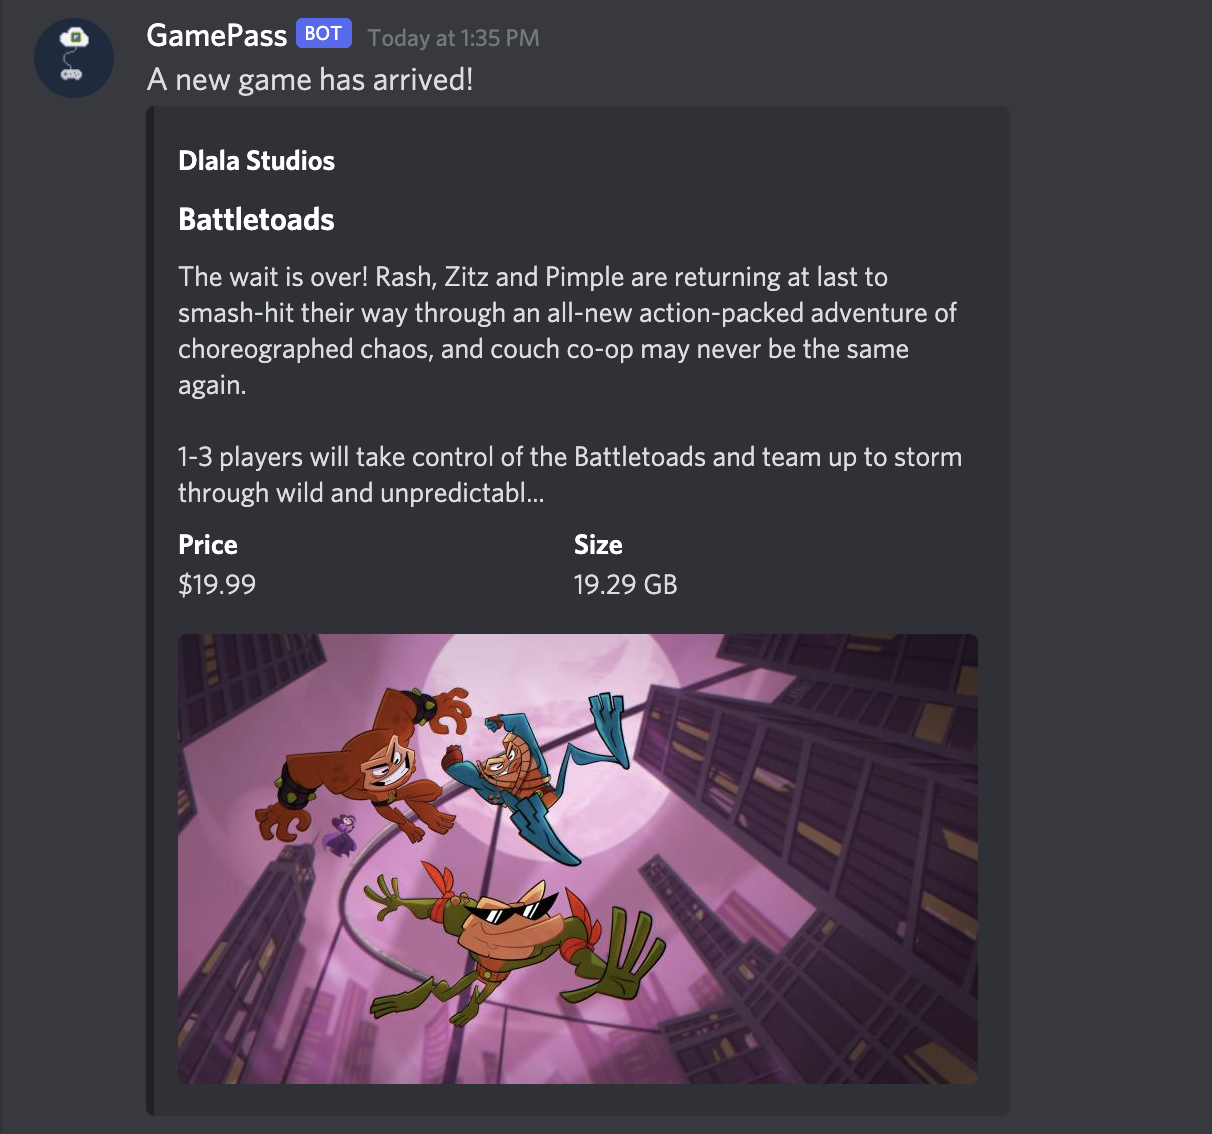 GamePass BOT Today at 1:35 PM
A new game has arrived!
Dlala Studios
Battletoads
The wait is over! Rash, Zitz and Pimple are returning at last to
smash-hit their way through an all-new action-packed adventure of
choreographed chaos, and couch co-op may never be the same
again.
1-3 players will take control of the Battletoads and team up to storm
through wild and unpredictabl...
Price Size
$19.99 19.29 GB